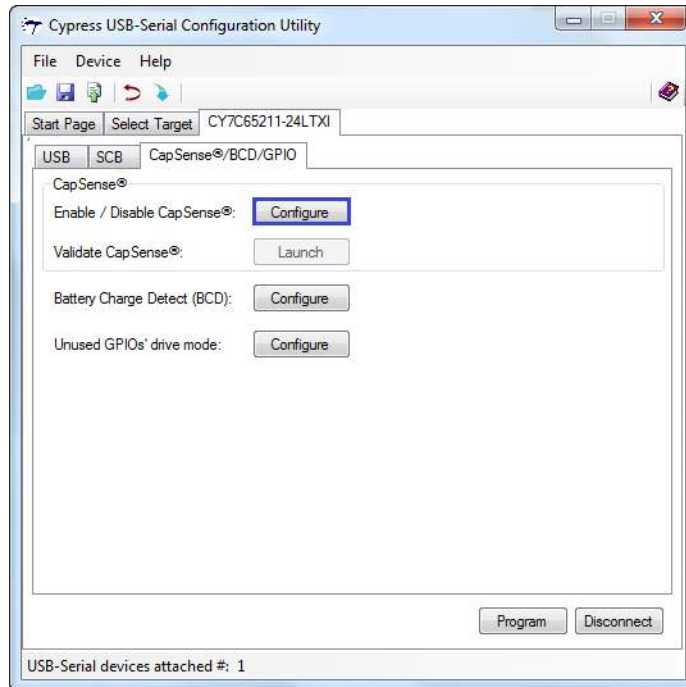 Cypress USB-Serial Configuration Utility
File Device Help
Start Page Select Target CY7C65211-24LTXI
USB SCB CapSense®/BCD/GPIO
CapSense®
Enable / Disable CapSense®: Configure
Validate CapSense®: Launch
Battery Charge Detect (BCD): Configure
Unused GPIOs' drive mode: Configure
Program Disconnect
USB-Serial devices attached #: 1